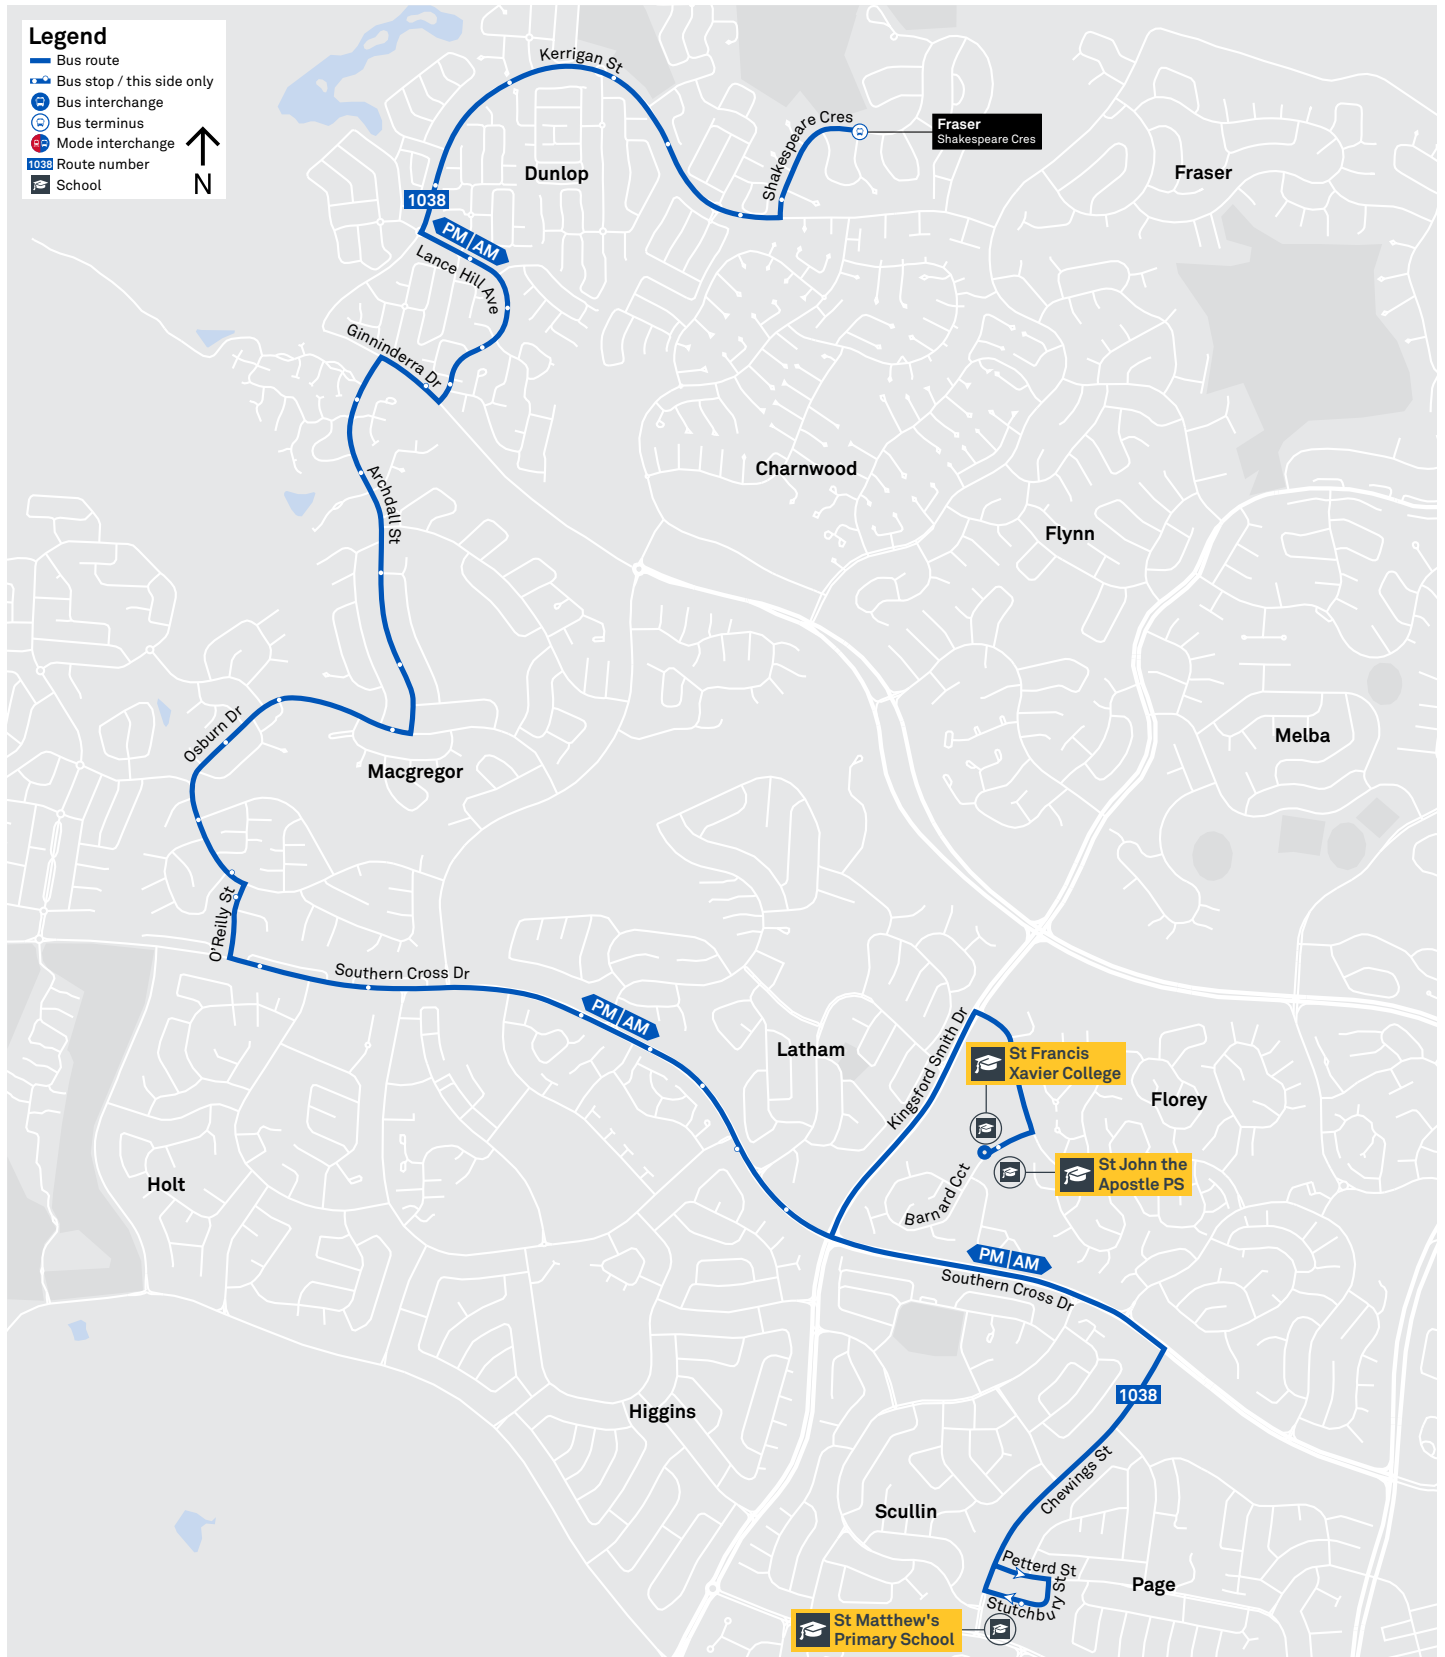 Legend
Bus route
Bus stop / this side only
Bus interchange
Bus terminus
Mode interchange
1038 Route number
School
N
Kerrigan St
Shakespeare Cres
Fraser
Shakespeare Cres
Dunlop
Fraser
1038
PM AM
Lance Hill Ave
Ginninderra Dr
Charnwood
Archdall St
Flynn
Osburn Dr
Melba
Macgregor
O'Reilly St
Southern Cross Dr
PM AM
Latham
Kingsford Smith Dr
St Francis
Xavier College
Florey
St John the
Apostle PS
Holt
Barnard Cct
PM AM
Southern Cross Dr
1038
Higgins
Chewings St
Scullin
Petterd St
Page
Stutchbury St
St Matthew's
Primary School